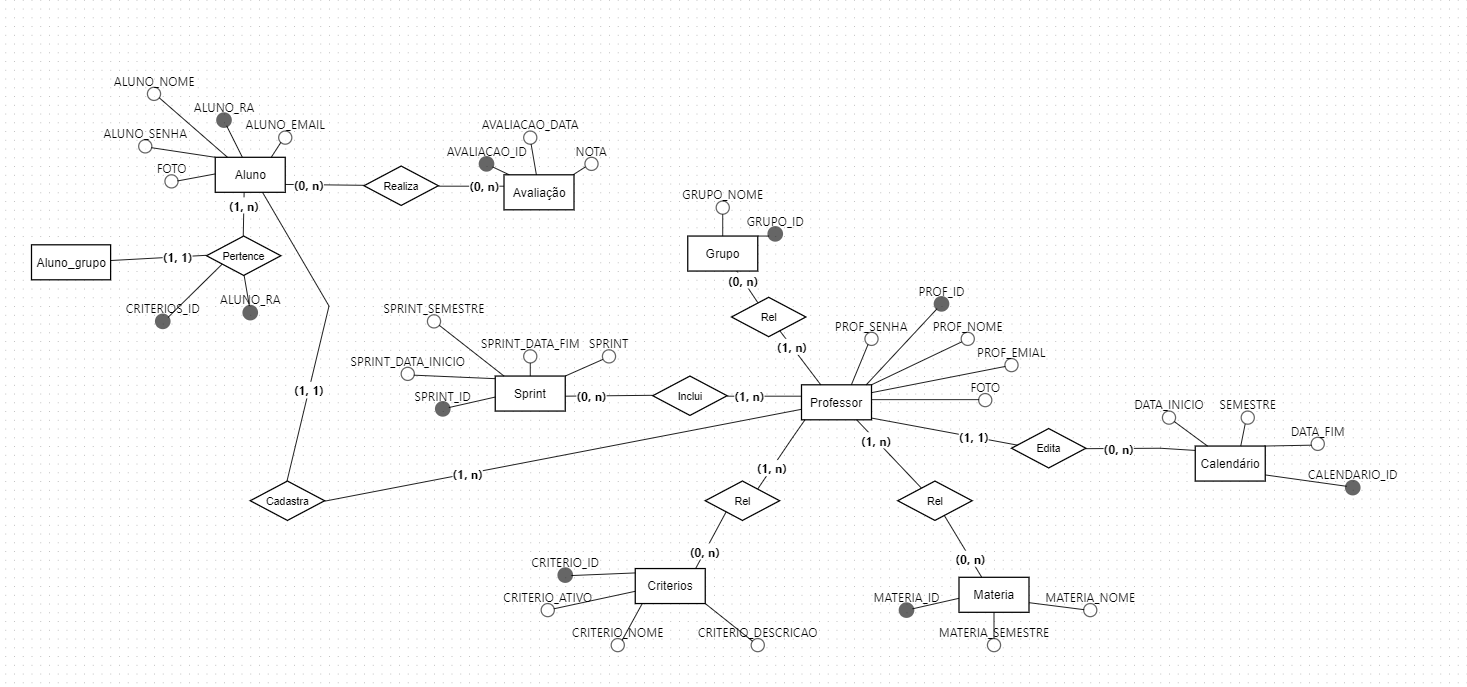 ALUNO_NOME
ALUNO_RA
ALUNO_EMAIL
ALUNO_SENHA
FOTO
Aluno
(0, n)
Realiza
(0, n)
AVALIACAO_DATA
AVALIACAO_ID
NOTA
Avaliação
(1, n)
Aluno_grupo
(1, 1)
Pertence
CRITERIOS_ID
ALUNO_RA
GRUPO_NOME
GRUPO_ID
Grupo
(0, n)
Rel
(1, n)
SPRINT_SEMESTRE
SPRINT_DATA_FIM
SPRINT
SPRINT_DATA_INICIO
SPRINT_ID
Sprint
(0, n)
Inclui
(1, n)
PROF_ID
PROF_SENHA
PROF_NOME
PROF_EMIAL
FOTO
Professor
(1, 1)
Edita
(0, n)
DATA_INICIO
SEMESTRE
DATA_FIM
Calendário
CALENDARIO_ID
(1, 1)
Cadastra
(1, n)
(1, n)
Rel
(0, n)
(1, n)
Rel
(0, n)
CRITERIO_ID
CRITERIO_ATIVO
Criterios
CRITERIO_NOME
CRITERIO_DESCRICAO
MATERIA_ID
Materia
MATERIA_NOME
MATERIA_SEMESTRE